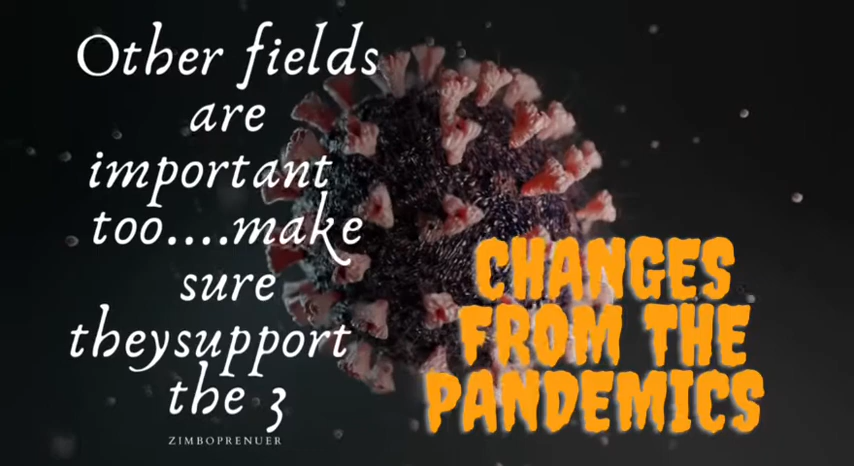 Other fields
are
important
too....make
sure
theysupport
the 3
ZIMBOPRENUER
CHANGES
FROM THE
PANDEMICS